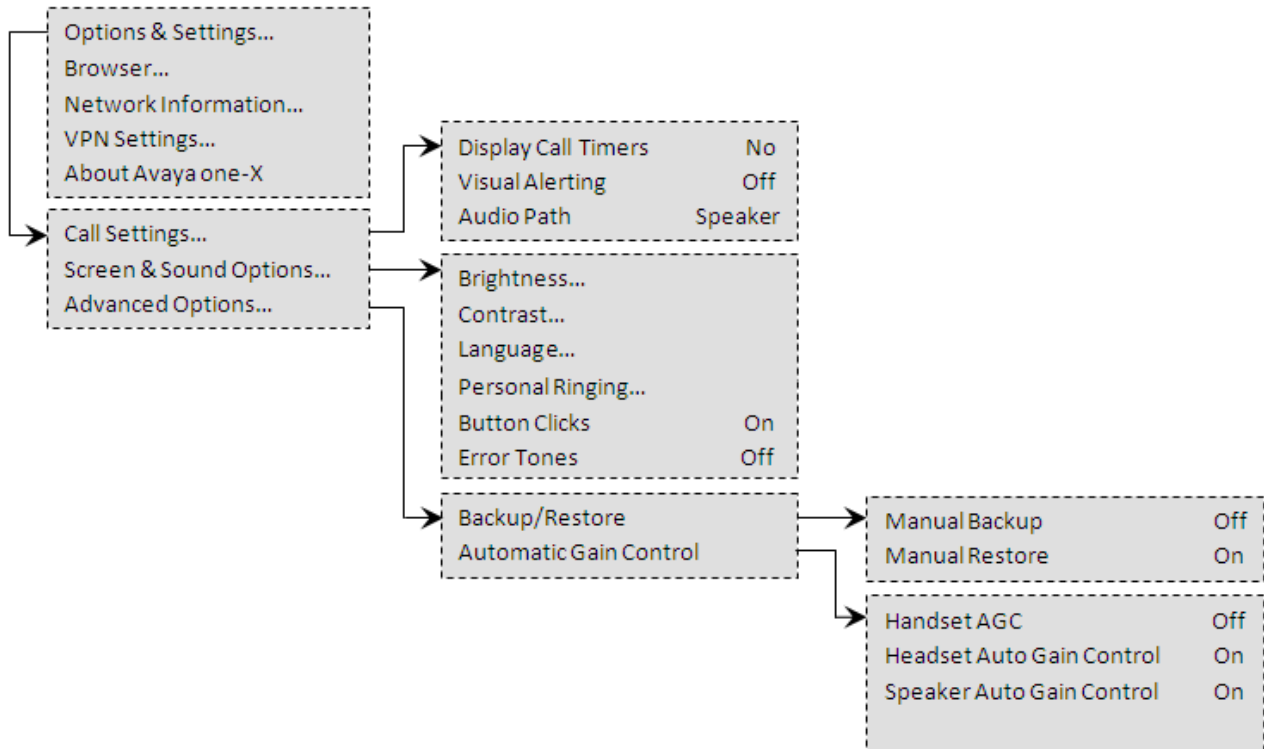 Options & Settings...
Browser...
Network Information...
VPN Settings...
About Avaya one-X
Call Settings...
Screen & Sound Options...
Advanced Options...
Display Call Timers No
Visual Alerting Off
Audio Path Speaker
Brightness...
Contrast...
Language...
Personal Ringing...
Button Clicks On
Error Tones Off
Backup/Restore
Automatic Gain Control
Manual Backup Off
Manual Restore On
Handset AGC Off
Headset Auto Gain Control On
Speaker Auto Gain Control On